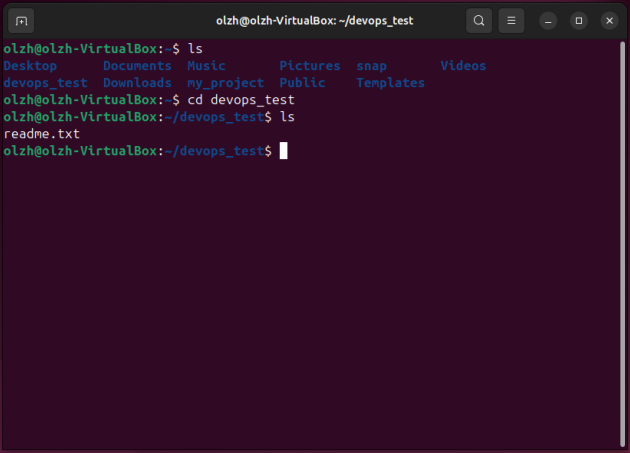 olzh@olzh-VirtualBox: ~/devops_test
olzh@olzh-VirtualBox:~$ ls
Desktop Documents Music Pictures snap Videos
devops_test Downloads my_project Public Templates
olzh@olzh-VirtualBox:~$ cd devops_test
olzh@olzh-VirtualBox:~/devops_test$ ls
readme.txt
olzh@olzh-VirtualBox:~/devops_test$